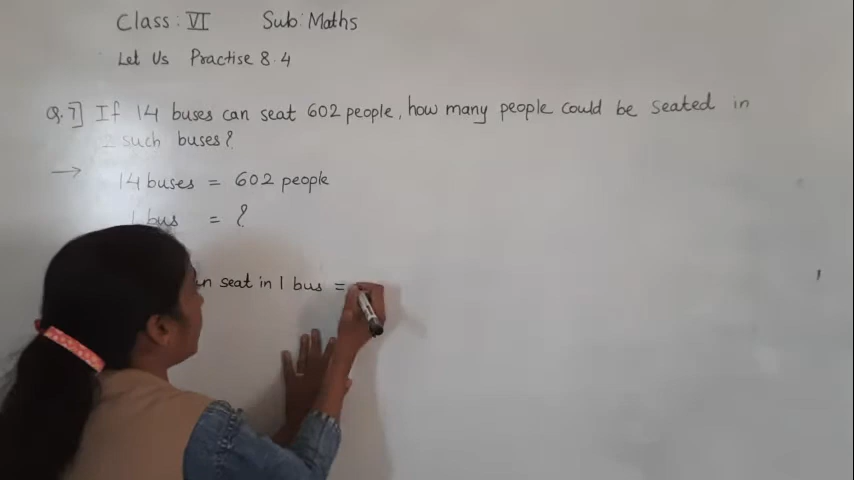 Class: VI Sub: Maths
Let Us Practise 8.4
Q.7] If 14 buses can seat 602 people, how many people could be seated in
2 such buses?
→ 14 buses = 602 people
1 bus = ?
an seat in 1 bus =